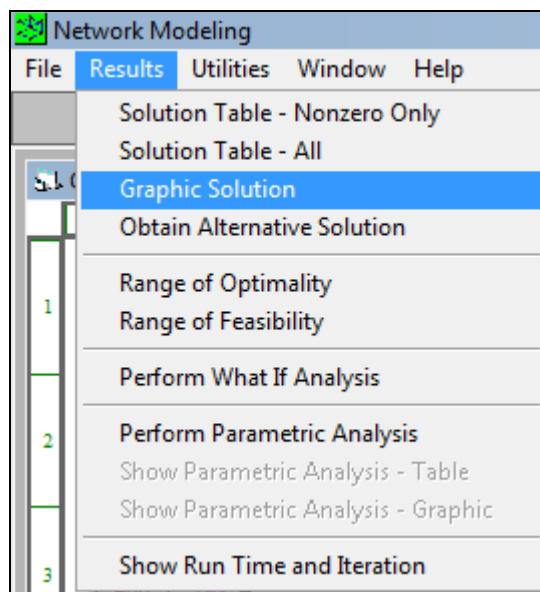 Network Modeling
File Results Utilities Window Help
Solution Table - Nonzero Only
Solution Table - All
Graphic Solution
Obtain Alternative Solution
Range of Optimality
1
Range of Feasibility
Perform What If Analysis
Perform Parametric Analysis
2
Show Parametric Analysis - Table
Show Parametric Analysis - Graphic
Show Run Time and Iteration
3